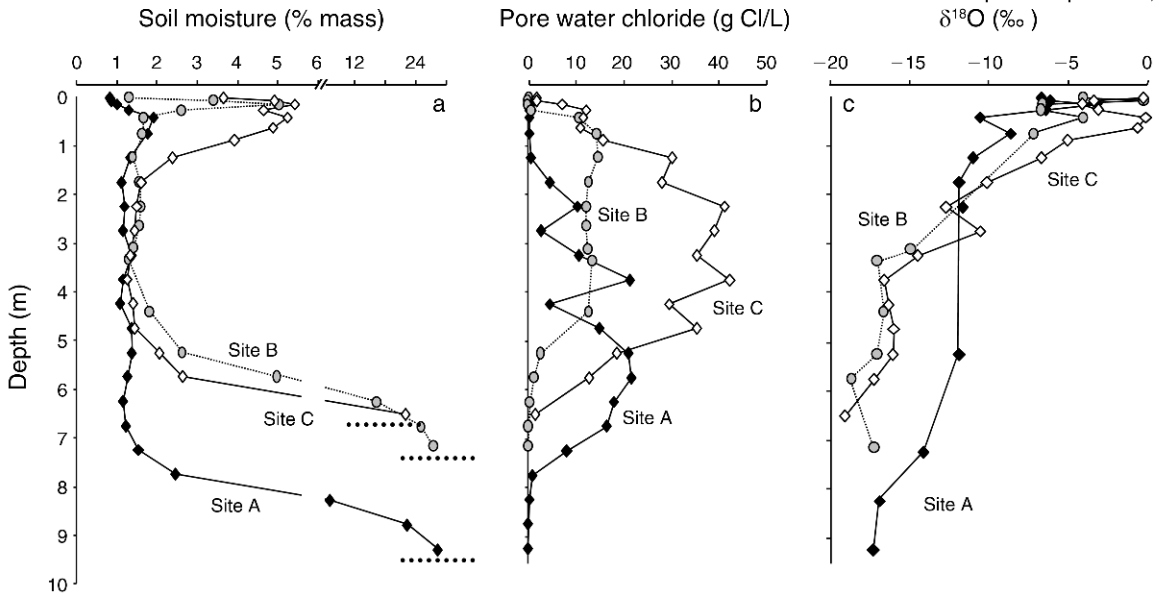 Soil moisture (% mass)
Pore water chloride (g Cl/L)
δ¹⁸O (‰)
0 1 2 3 4 5 6 12 24
0 10 20 30 40 50
−20 −15 −10 −5 0
a
b
c
Depth (m)
0
1
2
3
4
5
6
7
8
9
10
Site B
Site C
Site A
Site B
Site C
Site A
Site C
Site B
Site A